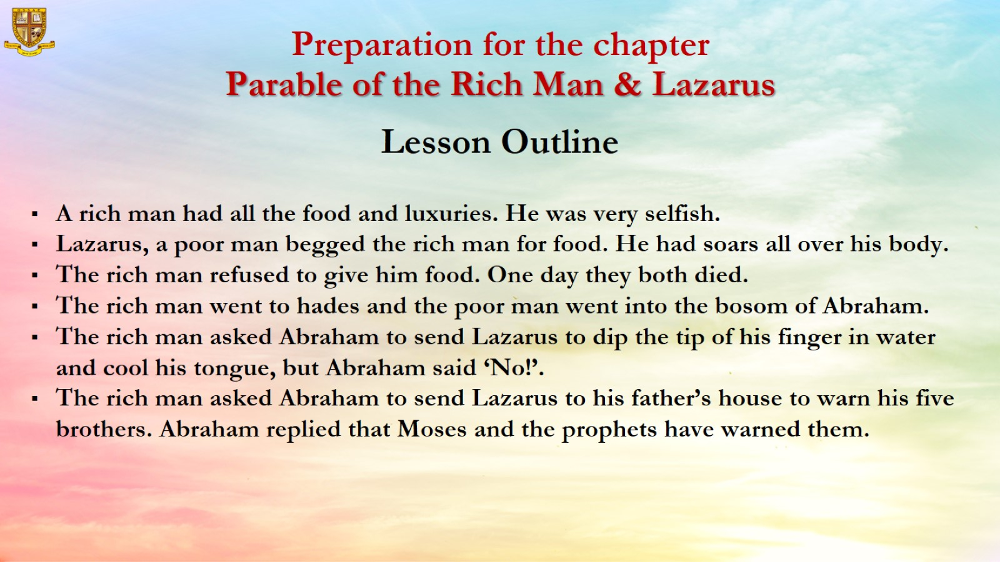 Preparation for the chapter
Parable of the Rich Man & Lazarus
Lesson Outline
▪ A rich man had all the food and luxuries. He was very selfish.
▪ Lazarus, a poor man begged the rich man for food. He had soars all over his body.
▪ The rich man refused to give him food. One day they both died.
▪ The rich man went to hades and the poor man went into the bosom of Abraham.
▪ The rich man asked Abraham to send Lazarus to dip the tip of his finger in water
and cool his tongue, but Abraham said ‘No!’.
▪ The rich man asked Abraham to send Lazarus to his father’s house to warn his five
brothers. Abraham replied that Moses and the prophets have warned them.